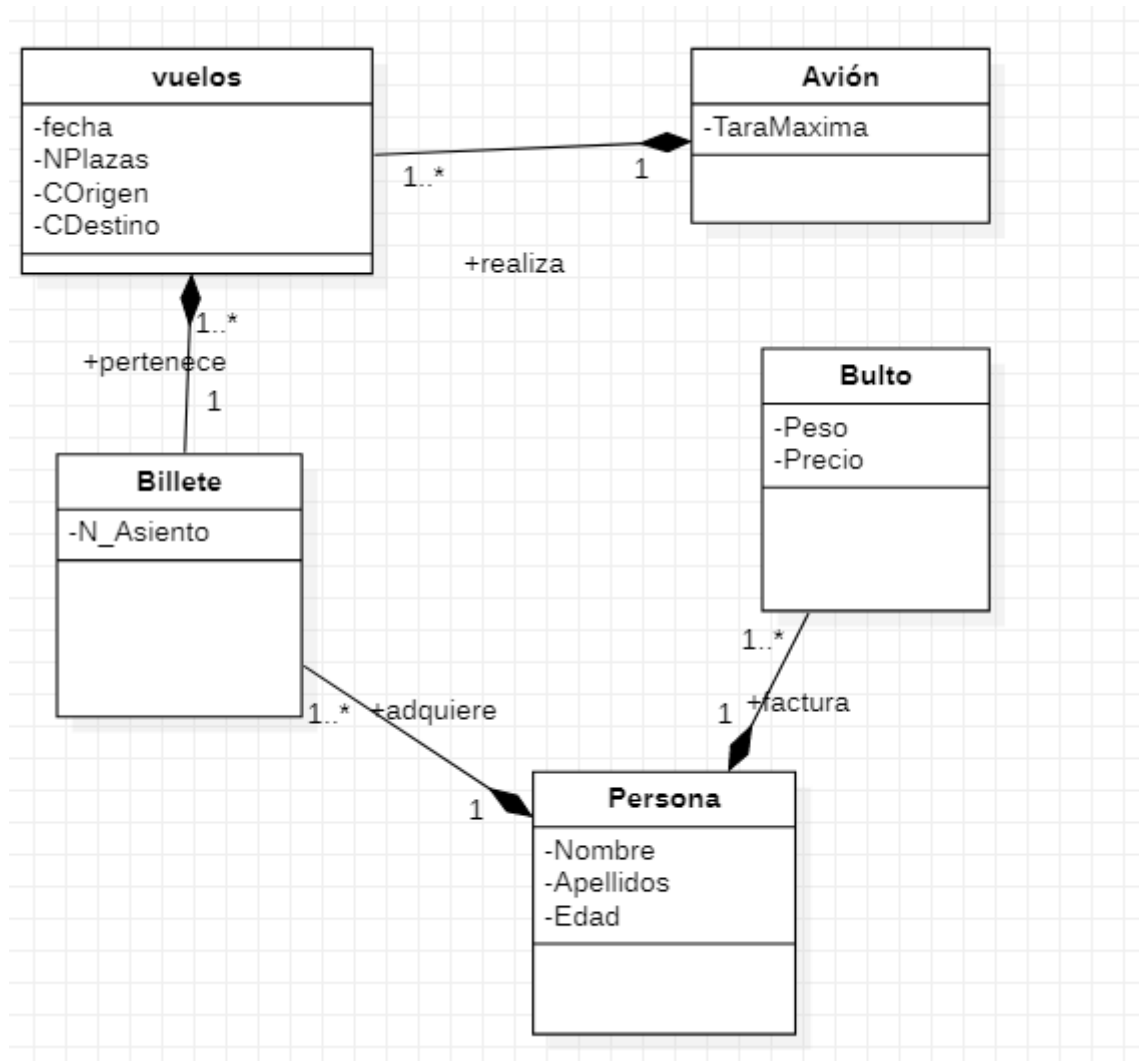 vuelos
-fecha
-NPlazas
-COrigen
-CDestino
Avión
-TaraMaxima
1..*
1
+realiza
1..*
+pertenece
1
Bulto
-Peso
-Precio
Billete
-N_Asiento
1..*
+factura
1
1..*
+adquiere
1
Persona
-Nombre
-Apellidos
-Edad